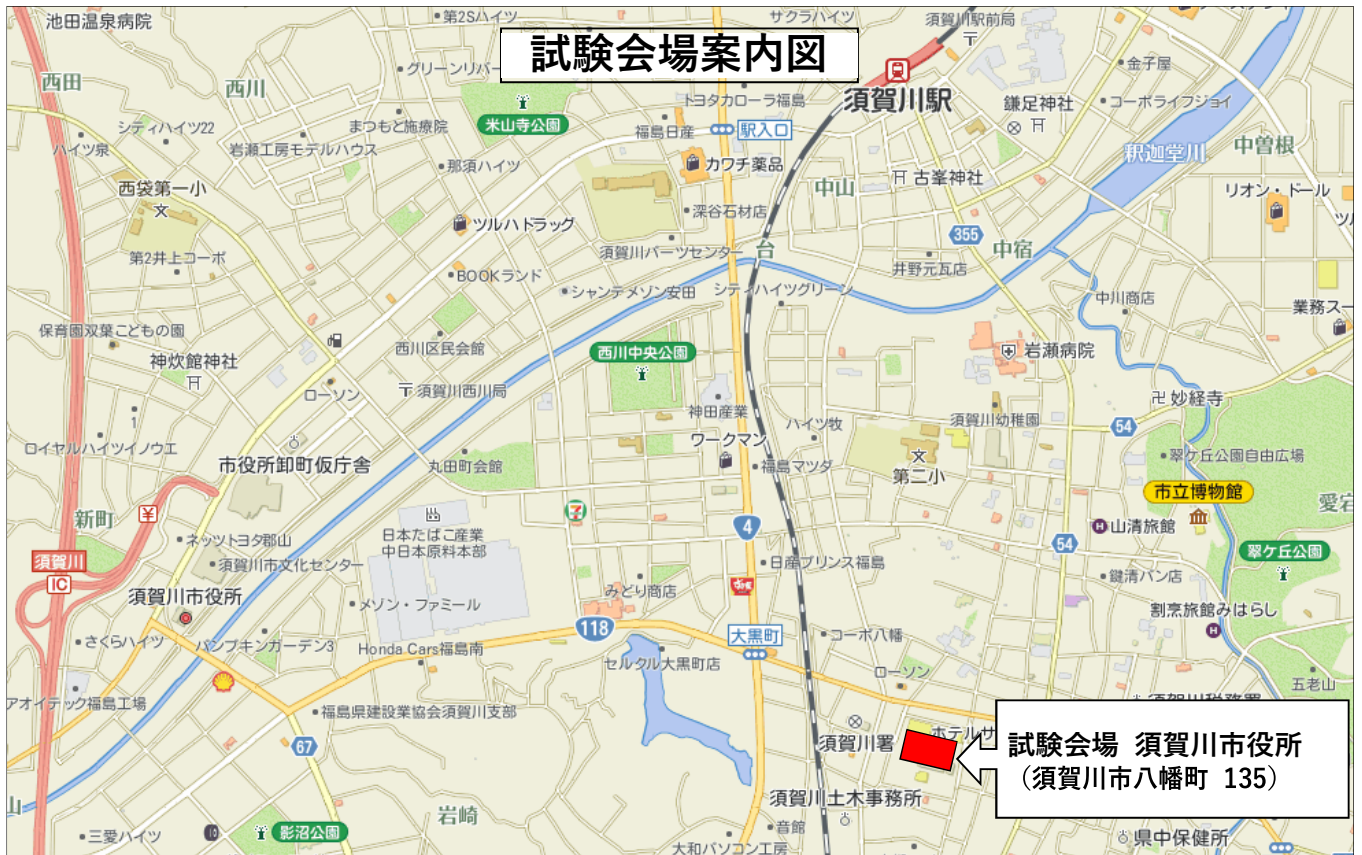 試験会場案内図
池田温泉病院
第2Sハイツ
サクラハイツ
須賀川駅前局
西田
西川
グリーンリバー
米山寺公園
トヨタカローラ福島
須賀川駅
鎌足神社
金子屋
コーポライフジョイ
シティハイツ22
まつもと施療院
福島日産
駅入口
釈迦堂川
中曽根
ハイツ泉
岩瀬工房モデルハウス
那須ハイツ
カワチ薬品
中山
古峯神社
西袋第一小
文
リオン・ドール
ツルハドラッグ
深谷石材店
355
中宿
第2井上コーポ
須賀川パーツセンター
台
井野元瓦店
BOOKランド
シャンテメゾン安田
シティハイツグリーン
中川商店
業務スー
保育園双葉こどもの園
西川区民会館
西川中央公園
岩瀬病院
神炊館神社
ローソン
〒須賀川西川局
卍妙経寺
1
神田産業
ハイツ牧
須賀川幼稚園
54
ロイヤルハイツイノウエ
市役所卸町仮庁舎
丸田町会館
ワークマン
福島マツダ
文
第二小
翠ケ丘公園自由広場
市立博物館
愛宕
新町
¥
日本たばこ産業
中日本原料本部
7
4
山清旅館
ネッツトヨタ郡山
須賀川
IC
須賀川市文化センター
日産プリンス福島
54
翠ケ丘公園
鍵清パン店
須賀川市役所
メゾン・ファミール
みどり商店
割烹旅館みはらし
さくらハイツ
パンプキンガーデン3
Honda Cars福島南
118
大黒町
コーポ八幡
セルクル大黒町店
ローソン
五老山
アオイテック福島工場
福島県建設業協会須賀川支部
須賀川税務署
67
須賀川署
ホテルサ
試験会場 須賀川市役所
(須賀川市八幡町 135)
山
岩崎
須賀川土木事務所
三愛ハイツ
影沼公園
音館
大和パソコン工房
県中保健所